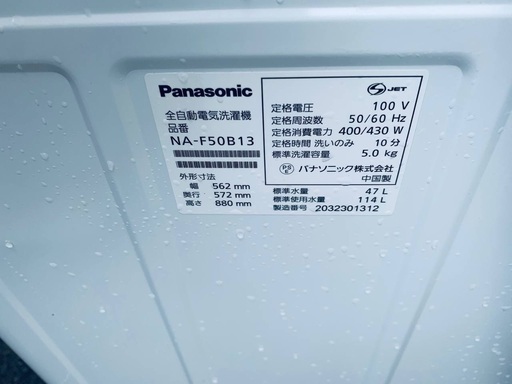 Panasonic
全自動電気洗濯機
品番
NA-F50B13
外形寸法
幅 562 mm
奥行 572 mm
高さ 880 mm
S JET
定格電圧 100 V
定格周波数 50/60 Hz
定格消費電力 400/430 W
定格時間 洗いのみ 10分
標準洗濯容量 5.0 kg
PSE パナソニック株式会社
中国製
標準水量 47 L
標準使用水量 114 L
製造番号 2032301312